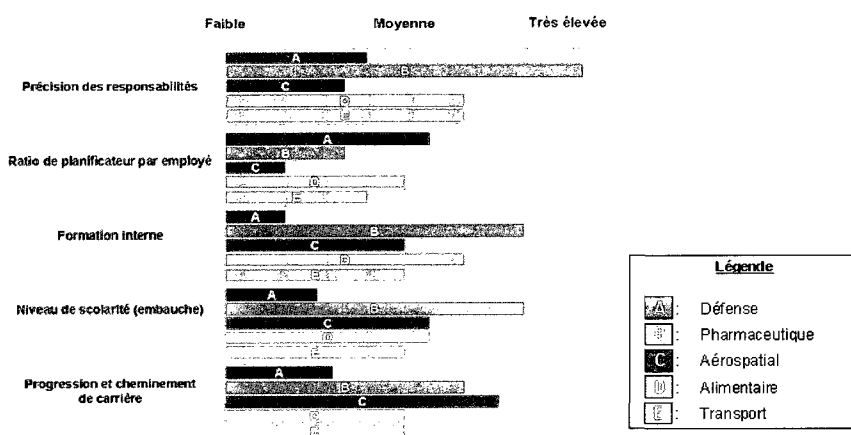 Faible Moyenne Très élevée
A
B
Précision des responsabilités
C
D
E
A
Ratio de planificateur par employé
B
C
D
E
A
Formation interne
B
C
D
E
A
Niveau de scolarité (embauche)
B
C
D
E
A
Progression et cheminement
de carrière
B
C
E
Légende
A : Défense
: Pharmaceutique
C : Aérospatial
D : Alimentaire
E : Transport